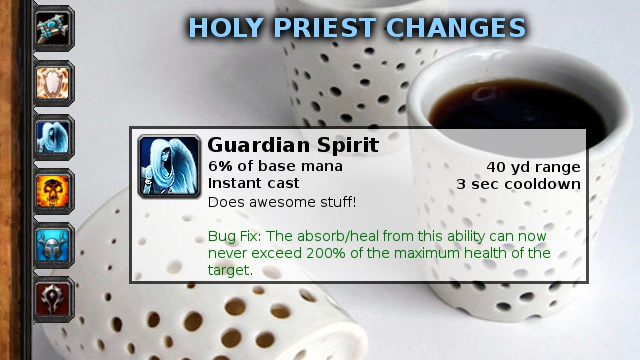 HOLY PRIEST CHANGES
Guardian Spirit
6% of base mana
40 yd range
Instant cast
3 sec cooldown
Does awesome stuff!
Bug Fix: The absorb/heal from this ability can now
never exceed 200% of the maximum health of the
target.